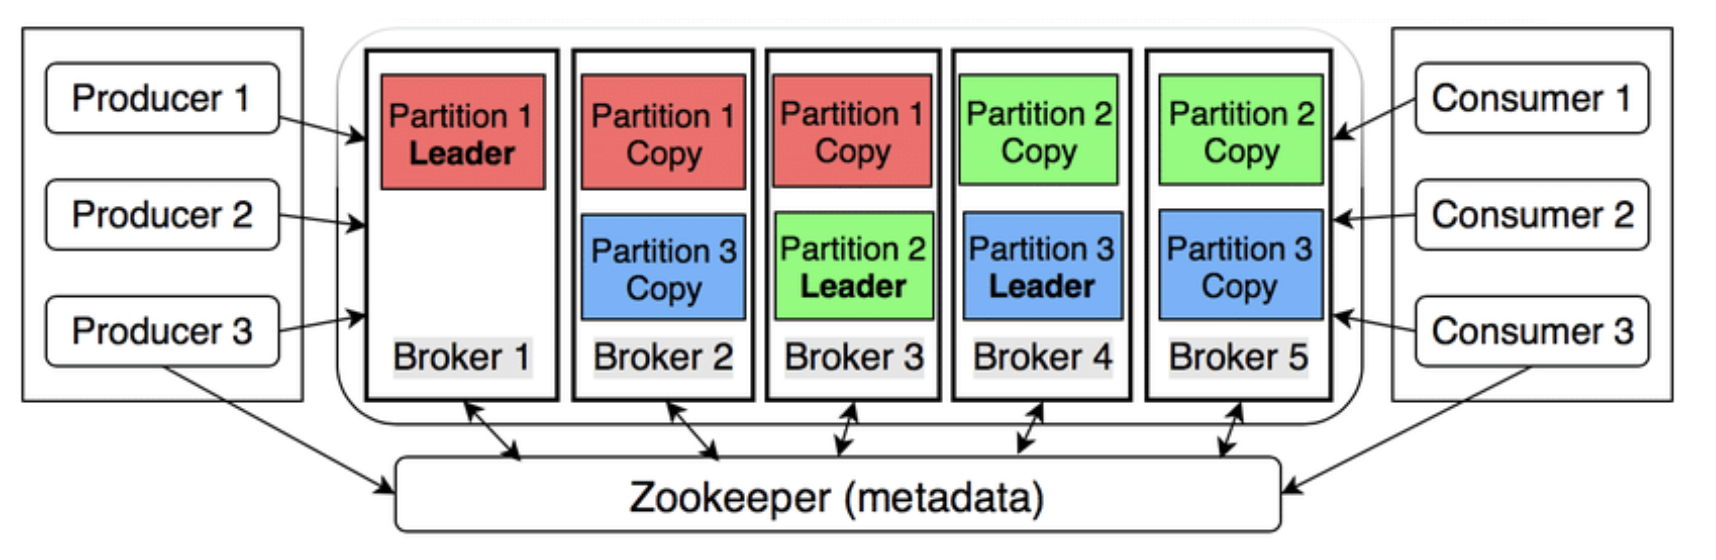 Producer 1
Producer 2
Producer 3
Partition 1
Leader
Broker 1
Partition 1
Copy
Partition 3
Copy
Broker 2
Partition 1
Copy
Partition 2
Leader
Broker 3
Partition 2
Copy
Partition 3
Leader
Broker 4
Partition 2
Copy
Partition 3
Copy
Broker 5
Consumer 1
Consumer 2
Consumer 3
Zookeeper (metadata)